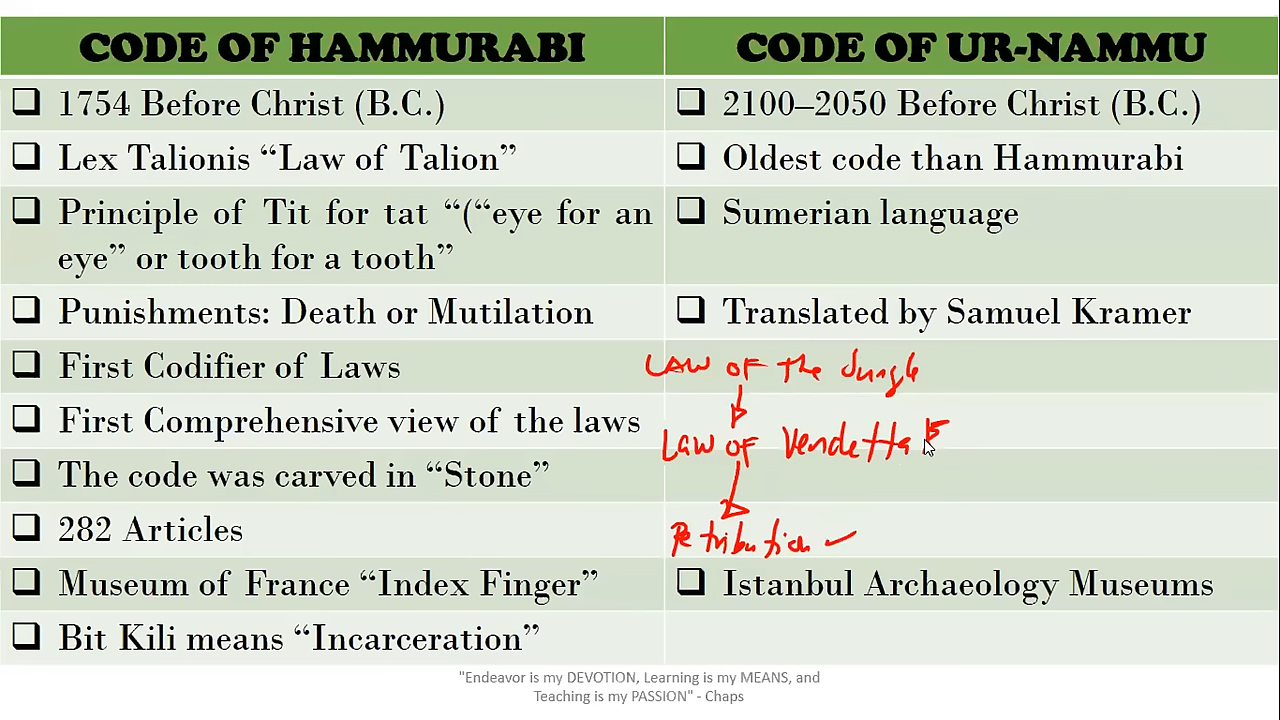 CODE OF HAMMURABI
CODE OF UR-NAMMU
1754 Before Christ (B.C.)
2100–2050 Before Christ (B.C.)
Lex Talionis “Law of Talion”
Oldest code than Hammurabi
Principle of Tit for tat “(“eye for an
eye” or tooth for a tooth”
Sumerian language
Punishments: Death or Mutilation
Translated by Samuel Kramer
First Codifier of Laws
LAW OF The Jungle
First Comprehensive view of the laws
LAW OF Vendetta
The code was carved in “Stone”
282 Articles
Retribution
Museum of France “Index Finger”
Istanbul Archaeology Museums
Bit Kili means “Incarceration”
"Endeavor is my DEVOTION, Learning is my MEANS, and
Teaching is my PASSION" - Chaps